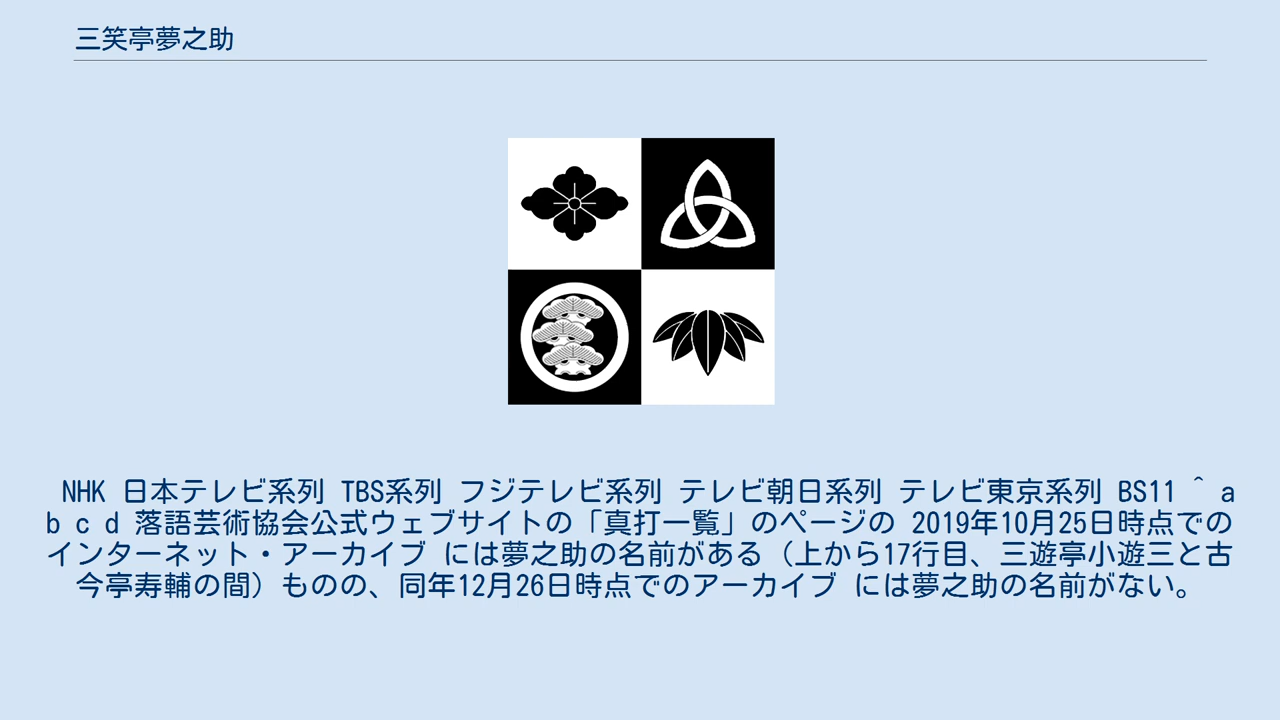 三笑亭夢之助
NHK 日本テレビ系列 TBS系列 フジテレビ系列 テレビ朝日系列 テレビ東京系列 BS11 ^ a
b c d 落語芸術協会公式ウェブサイトの「真打一覧」のページの 2019年10月25日時点での
インターネット・アーカイブ には夢之助の名前がある（上から17行目、三遊亭小遊三と古
今亭寿輔の間）ものの、同年12月26日時点でのアーカイブ には夢之助の名前がない。